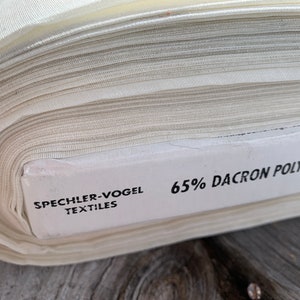 SPECHLER-VOGEL
TEXTILES
65% DACRON POLY